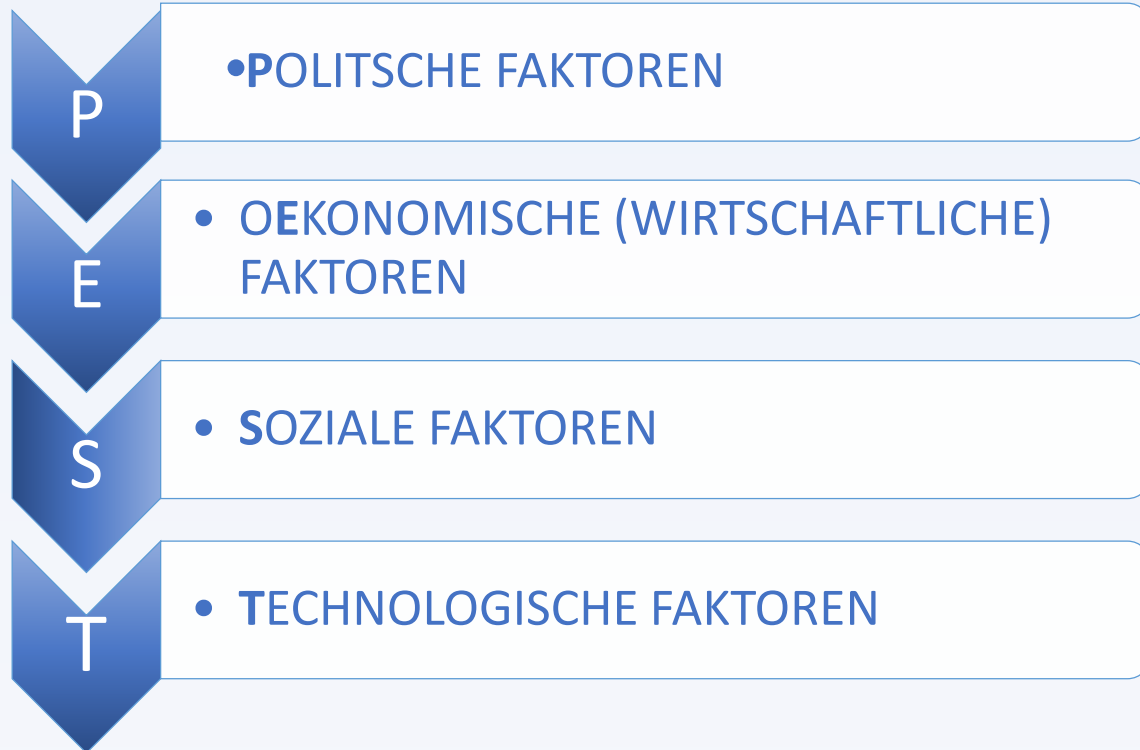 P
•POLITSCHE FAKTOREN
E
• OEKONOMISCHE (WIRTSCHAFTLICHE)
FAKTOREN
S
• SOZIALE FAKTOREN
T
• TECHNOLOGISCHE FAKTOREN